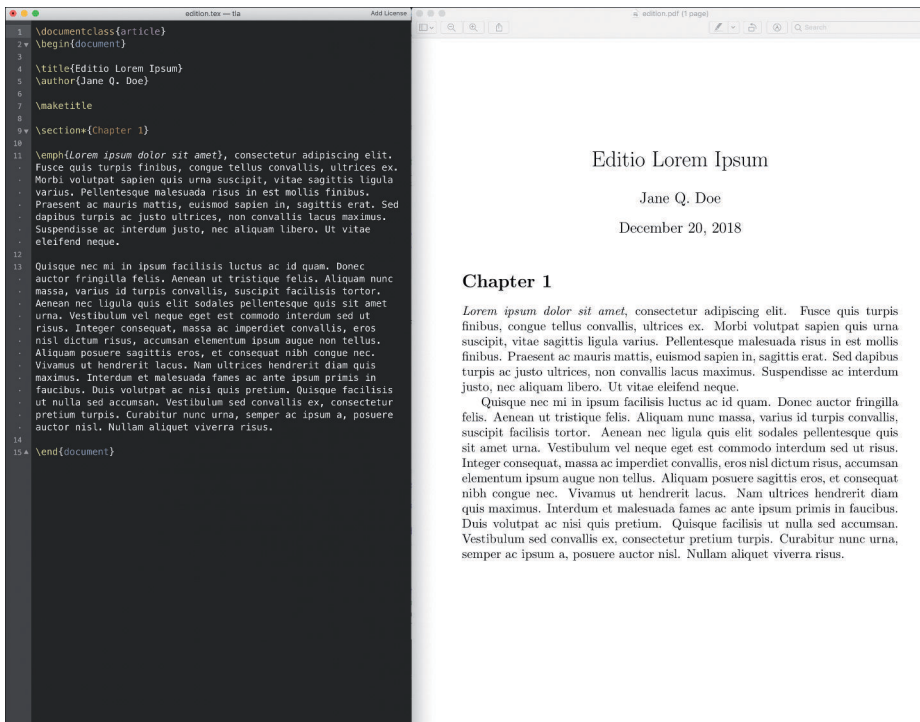 edition.tex — tla
Add License
1 \documentclass{article}
2 \begin{document}
3
4 \title{Editio Lorem Ipsum}
5 \author{Jane Q. Doe}
6
7 \maketitle
8
9 \section*{Chapter 1}
10
11 \emph{Lorem ipsum dolor sit amet}, consectetur adipiscing elit.
Fusce quis turpis finibus, congue tellus convallis, ultrices ex.
Morbi volutpat sapien quis urna suscipit, vitae sagittis ligula
varius. Pellentesque malesuada risus in est mollis finibus.
Praesent ac mauris mattis, euismod sapien in, sagittis erat. Sed
dapibus turpis ac justo ultrices, non convallis lacus maximus.
Suspendisse ac interdum justo, nec aliquam libero. Ut vitae
eleifend neque.
12
13 Quisque nec mi in ipsum facilisis luctus ac id quam. Donec
auctor fringilla felis. Aenean ut tristique felis. Aliquam nunc
massa, varius id turpis convallis, suscipit facilisis tortor.
Aenean nec ligula quis elit sodales pellentesque quis sit amet
urna. Vestibulum vel neque eget est commodo interdum sed ut
risus. Integer consequat, massa ac imperdiet convallis, eros
nisl dictum risus, accumsan elementum ipsum augue non tellus.
Aliquam posuere sagittis eros, et consequat nibh congue nec.
Vivamus ut hendrerit lacus. Nam ultrices hendrerit diam quis
maximus. Interdum et malesuada fames ac ante ipsum primis in
faucibus. Duis volutpat ac nisi quis pretium. Quisque facilisis
ut nulla sed accumsan. Vestibulum sed convallis ex, consectetur
pretium turpis. Curabitur nunc urna, semper ac ipsum a, posuere
auctor nisl. Nullam aliquet viverra risus.
14
15 \end{document}
edition.pdf (1 page)
Search
Editio Lorem Ipsum
Jane Q. Doe
December 20, 2018
Chapter 1
Lorem ipsum dolor sit amet, consectetur adipiscing elit. Fusce quis turpis
finibus, congue tellus convallis, ultrices ex. Morbi volutpat sapien quis urna
suscipit, vitae sagittis ligula varius. Pellentesque malesuada risus in est mollis
finibus. Praesent ac mauris mattis, euismod sapien in, sagittis erat. Sed dapibus
turpis ac justo ultrices, non convallis lacus maximus. Suspendisse ac interdum
justo, nec aliquam libero. Ut vitae eleifend neque.
Quisque nec mi in ipsum facilisis luctus ac id quam. Donec auctor fringilla
felis. Aenean ut tristique felis. Aliquam nunc massa, varius id turpis convallis,
suscipit facilisis tortor. Aenean nec ligula quis elit sodales pellentesque quis
sit amet urna. Vestibulum vel neque eget est commodo interdum sed ut risus.
Integer consequat, massa ac imperdiet convallis, eros nisl dictum risus, accumsan
elementum ipsum augue non tellus. Aliquam posuere sagittis eros, et consequat
nibh congue nec. Vivamus ut hendrerit lacus. Nam ultrices hendrerit diam
quis maximus. Interdum et malesuada fames ac ante ipsum primis in faucibus.
Duis volutpat ac nisi quis pretium. Quisque facilisis ut nulla sed accumsan.
Vestibulum sed convallis ex, consectetur pretium turpis. Curabitur nunc urna,
semper ac ipsum a, posuere auctor nisl. Nullam aliquet viverra risus.